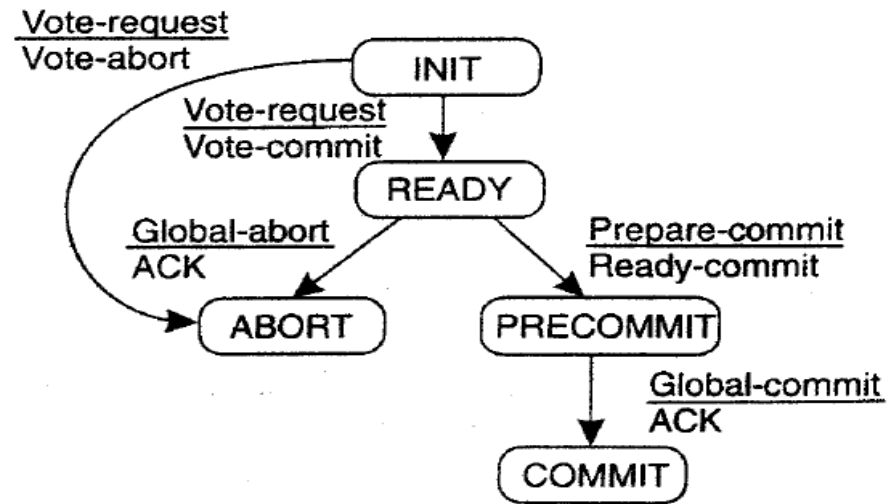 Vote-request
Vote-abort
INIT
Vote-request
Vote-commit
READY
Global-abort
ACK
Prepare-commit
Ready-commit
ABORT
PRECOMMIT
Global-commit
ACK
COMMIT